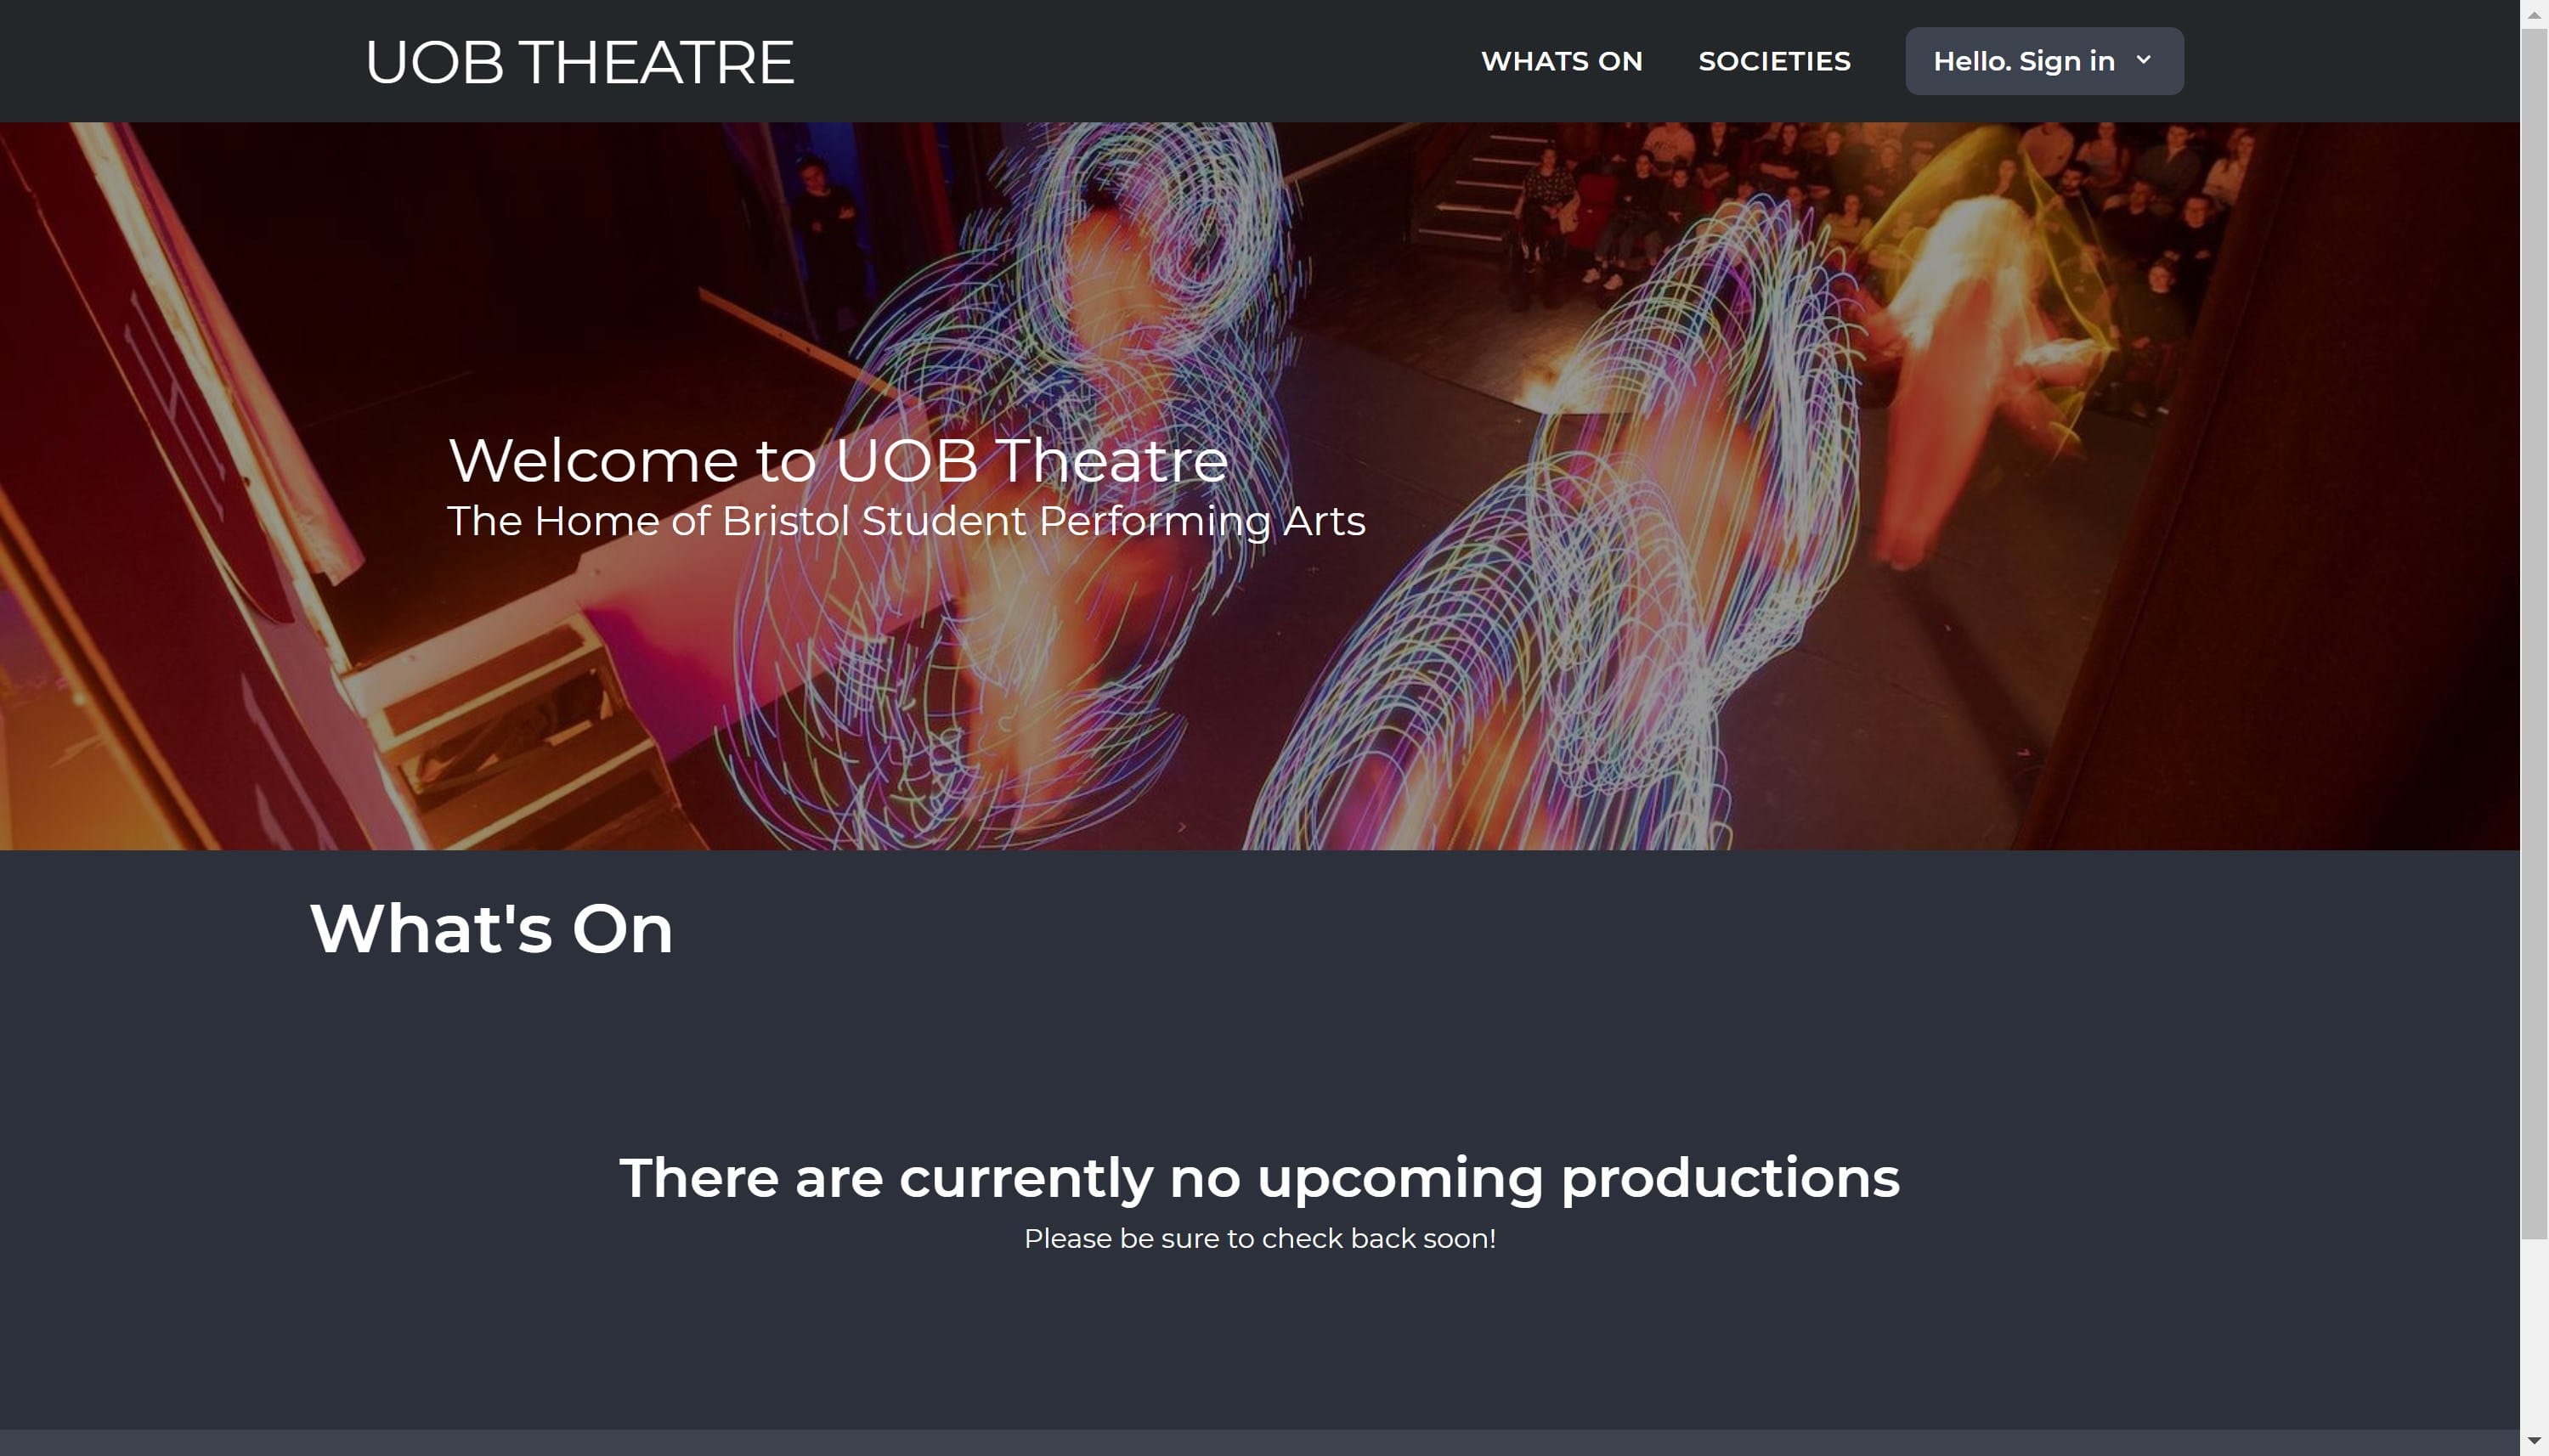 UOB THEATRE
WHATS ON
SOCIETIES
Hello. Sign in
Welcome to UOB Theatre
The Home of Bristol Student Performing Arts
What's On
There are currently no upcoming productions
Please be sure to check back soon!